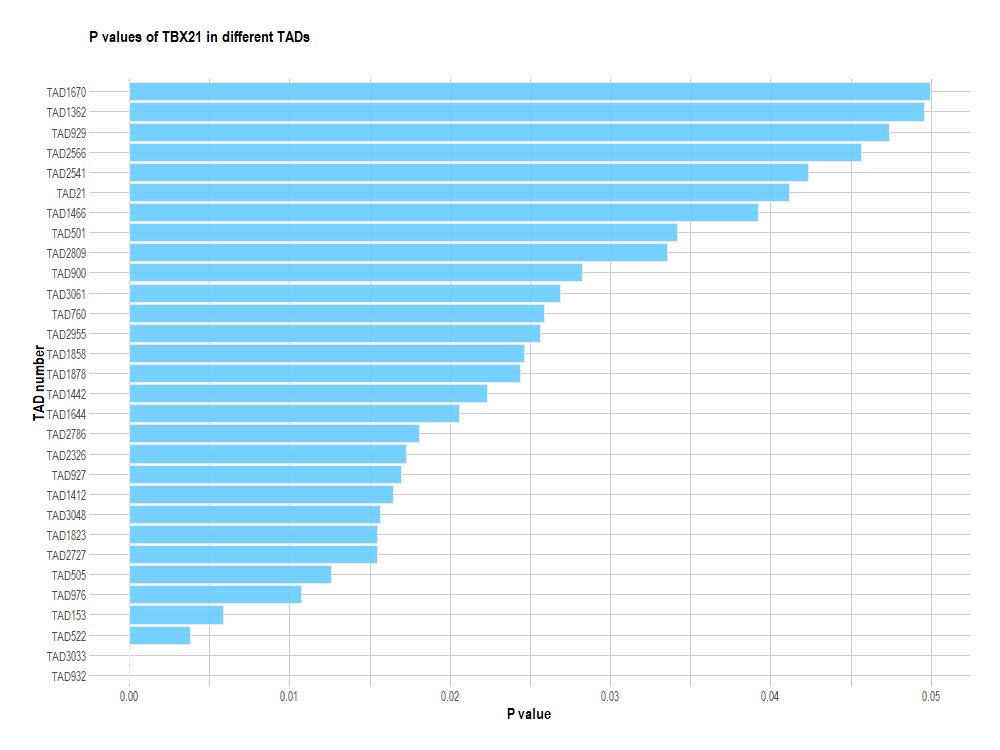 P values of TBX21 in different TADs
TAD number
TAD1670
TAD1362
TAD929
TAD2566
TAD2541
TAD21
TAD1466
TAD501
TAD2809
TAD900
TAD3061
TAD760
TAD2955
TAD1858
TAD1878
TAD1442
TAD1644
TAD2786
TAD2326
TAD927
TAD1412
TAD3048
TAD1823
TAD2727
TAD505
TAD976
TAD153
TAD522
TAD3033
TAD932
0.00 0.01 0.02 0.03 0.04 0.05
P value